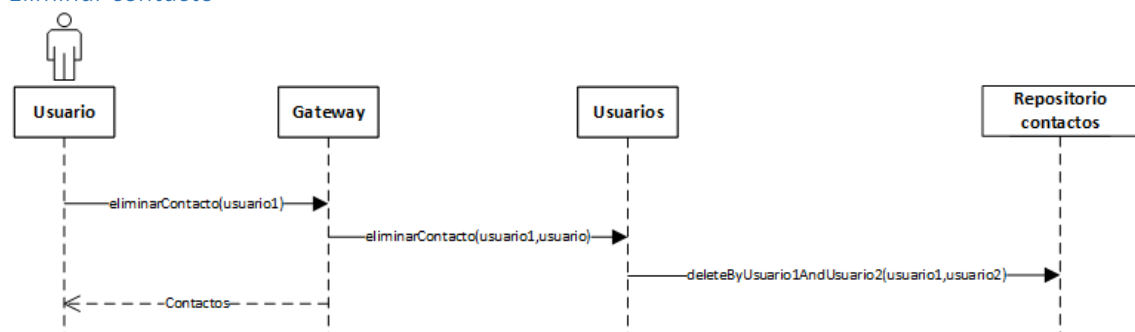 Eliminar contacto
Usuario
Gateway
Usuarios
Repositorio
contactos
eliminarContacto(usuario1)
eliminarContacto(usuario1,usuario)
deleteByUsuario1AndUsuario2(usuario1,usuario2)
Contactos